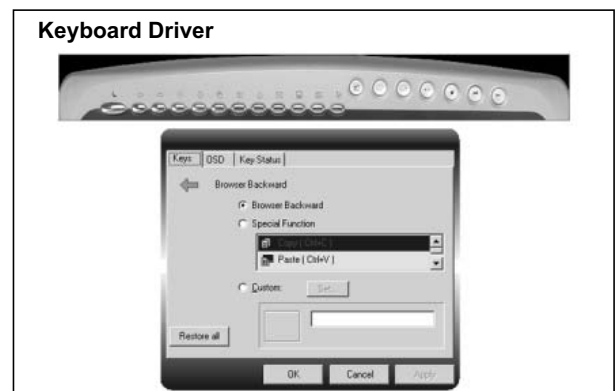 Keyboard Driver
Keys OSD Key Status
Browser Backward
Browser Backward
Special Function
Copy ( Ctrl+C )
Paste ( Ctrl+V )
Custom: Set...
Restore all
OK Cancel Apply